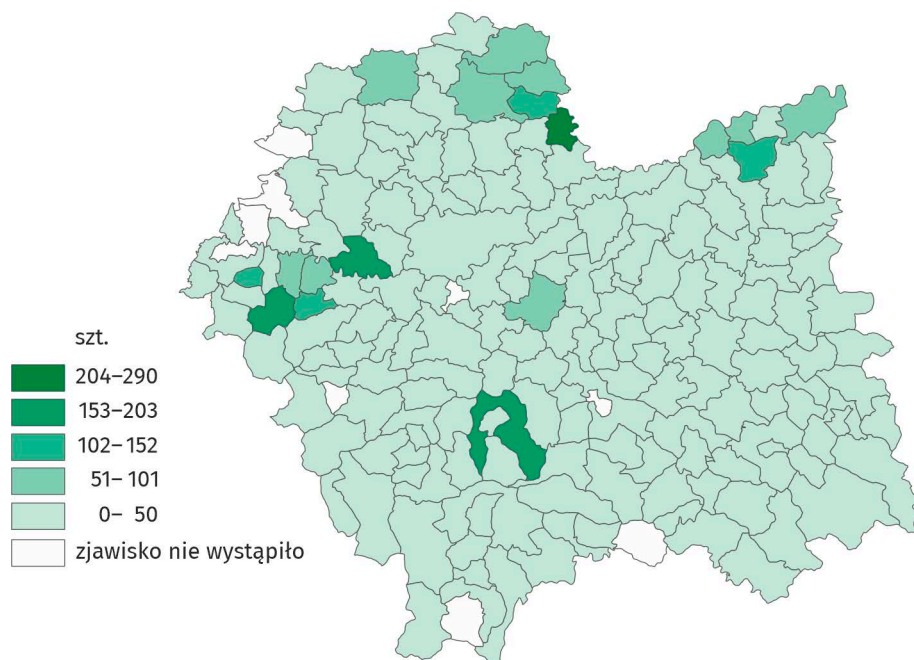 szt.
204–290
153–203
102–152
51– 101
0– 50
zjawisko nie wystąpiło